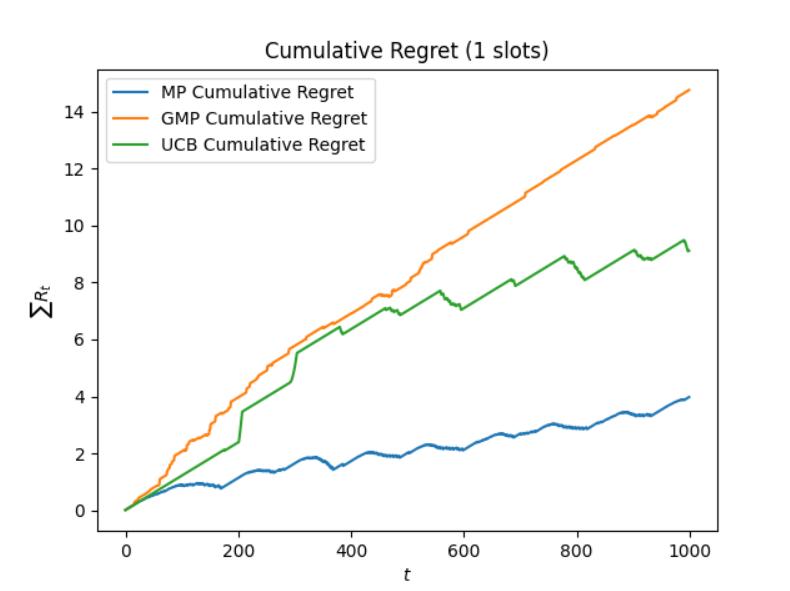 Cumulative Regret (1 slots)
MP Cumulative Regret
GMP Cumulative Regret
UCB Cumulative Regret
14
12
10
8
6
4
2
0
∑Rt
0 200 400 600 800 1000
t